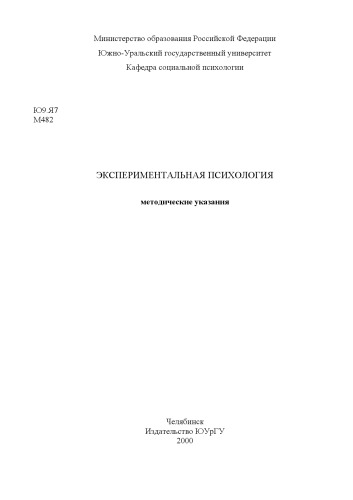 Министерство образования Российской Федерации
Южно-Уральский государственный университет
Кафедра социальной психологии
Ю9.Я7
М482
ЭКСПЕРИМЕНТАЛЬНАЯ ПСИХОЛОГИЯ
методические указания
Челябинск
Издательство ЮУрГУ
2000